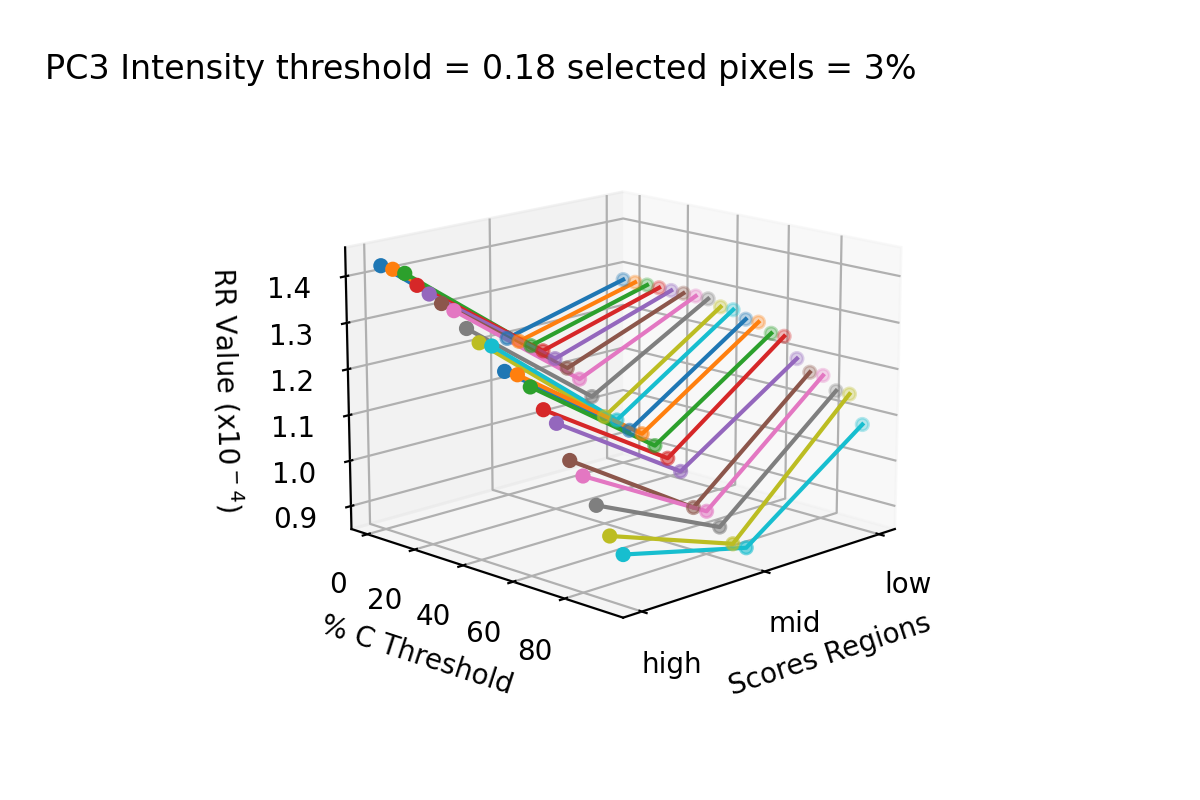 PC3 Intensity threshold = 0.18 selected pixels = 3%
RR Value (x10⁻⁴)
1.4
1.3
1.2
1.1
1.0
0.9
0
20
40
60
80
% C Threshold
high
mid
low
Scores Regions